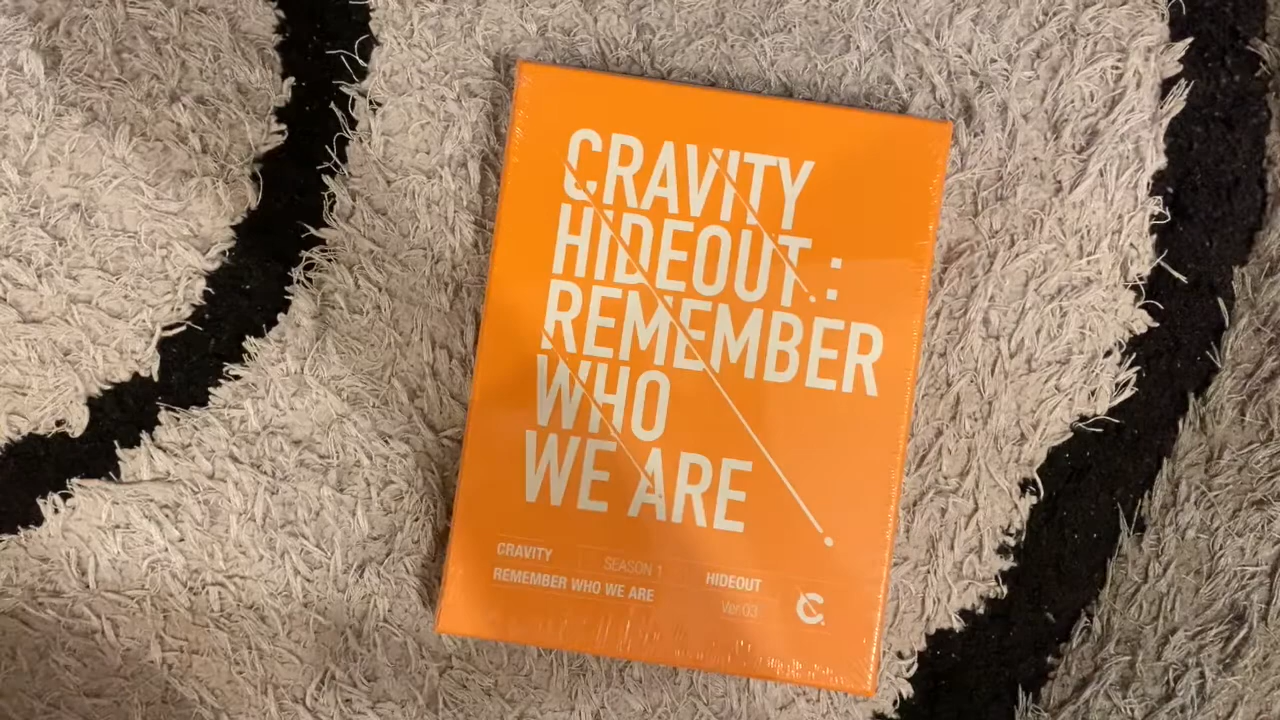 CRAVITY
HIDEOUT :
REMEMBER
WHO
WE ARE
CRAVITY SEASON 1 HIDEOUT
REMEMBER WHO WE ARE Ver.03
C